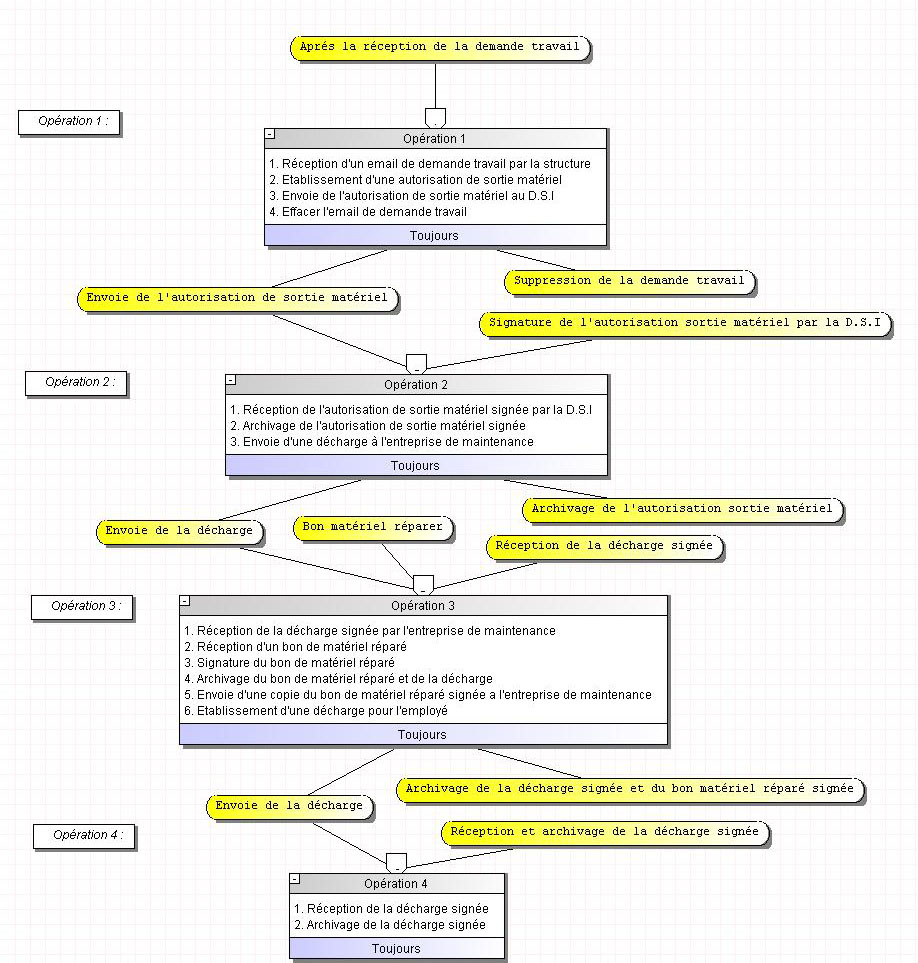 Aprés la réception de la demande travail
Opération 1 :
Opération 1
1. Réception d'un email de demande travail par la structure
2. Etablissement d'une autorisation de sortie matériel
3. Envoie de l'autorisation de sortie matériel au D.S.I
4. Effacer l'email de demande travail
Toujours
Suppression de la demande travail
Envoie de l'autorisation de sortie matériel
Signature de l'autorisation sortie matériel par la D.S.I
Opération 2 :
Opération 2
1. Réception de l'autorisation de sortie matériel signée par la D.S.I
2. Archivage de l'autorisation de sortie matériel signée
3. Envoie d'une décharge à l'entreprise de maintenance
Toujours
Archivage de l'autorisation sortie matériel
Envoie de la décharge
Bon matériel réparer
Réception de la décharge signée
Opération 3 :
Opération 3
1. Réception de la décharge signée par l'entreprise de maintenance
2. Réception d'un bon de matériel réparé
3. Signature du bon de matériel réparé
4. Archivage du bon de matériel réparé et de la décharge
5. Envoie d'une copie du bon de matériel réparé signée a l'entreprise de maintenance
6. Etablissement d'une décharge pour l'employé
Toujours
Archivage de la décharge signée et du bon matériel réparé signée
Envoie de la décharge
Réception et archivage de la décharge signée
Opération 4 :
Opération 4
1. Réception de la décharge signée
2. Archivage de la décharge signée
Toujours